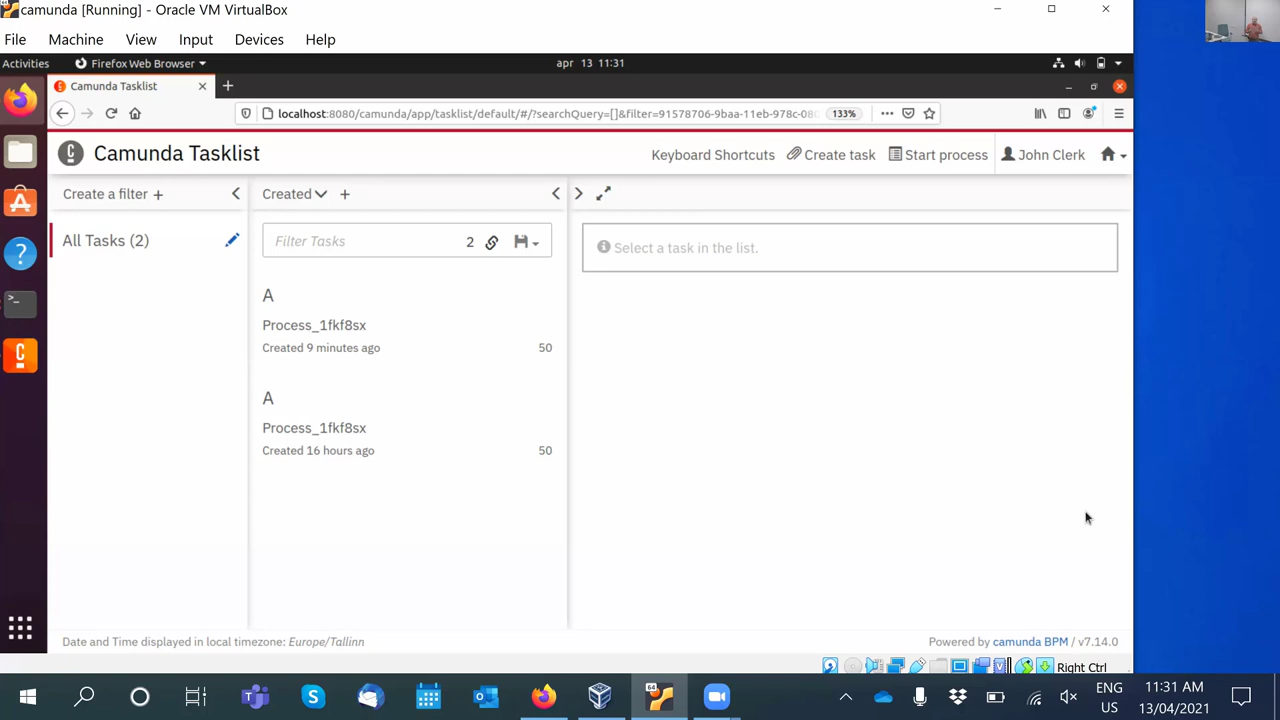 camunda [Running] - Oracle VM VirtualBox
File Machine View Input Devices Help
Activities Firefox Web Browser apr 13 11:31
Camunda Tasklist
localhost:8080/camunda/app/tasklist/default/#/?searchQuery=[]&filter=91578706-9baa-11eb-978c-080 133%
Camunda Tasklist Keyboard Shortcuts Create task Start process John Clerk
Create a filter + Created +
All Tasks (2) Filter Tasks 2 Select a task in the list.
A
Process_1fkf8sx
Created 9 minutes ago 50
A
Process_1fkf8sx
Created 16 hours ago 50
Date and Time displayed in local timezone: Europe/Tallinn Powered by camunda BPM / v7.14.0
Right Ctrl
ENG 11:31 AM
US 13/04/2021